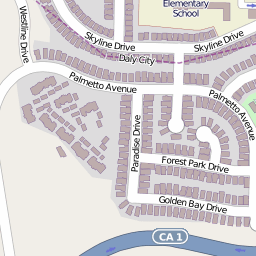 Elementary
School
Westline Drive
Skyline Drive
Skyline Drive
Daly City
Palmetto Avenue
Palmetto Avenue
Paradise Drive
Forest Park Drive
Golden Bay Drive
CA 1